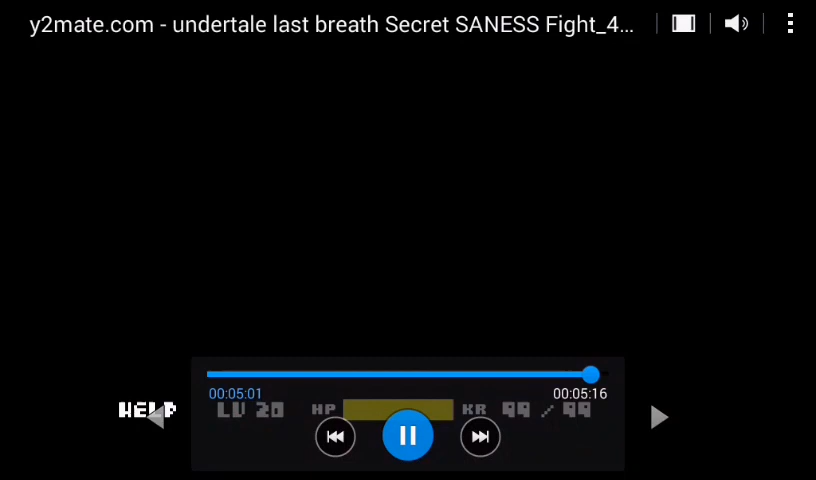 y2mate.com - undertale last breath Secret SANESS Fight_4...
00:05:01 00:05:16
HELP LV 20 HP KR 99 / 99